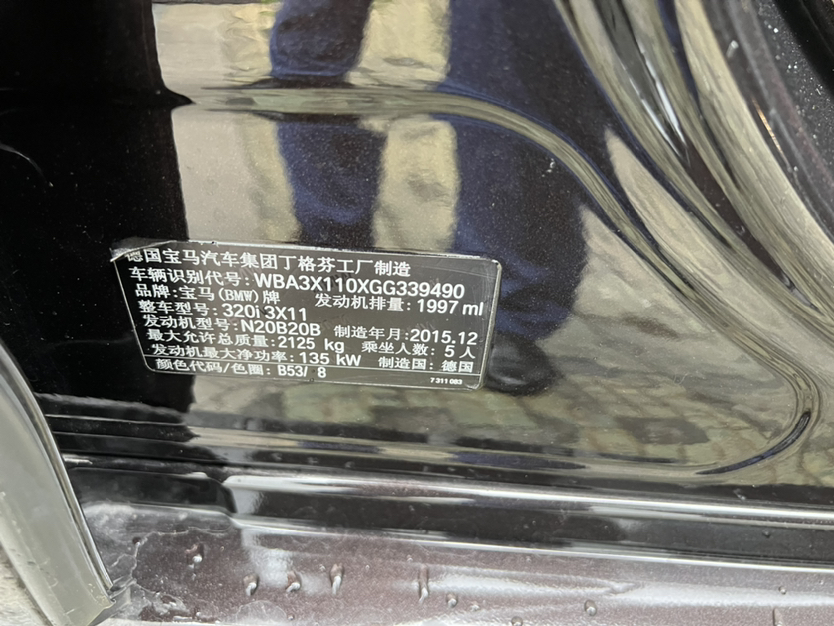 德国宝马汽车集团丁格芬工厂制造
车辆识别代号: WBA3X110XGG339490
品牌: 宝马(BMW)牌 发动机排量: 1997 ml
整车型号: 320i 3X11
发动机型号: N20B20B 制造年月: 2015.12
最大允许总质量: 2125 kg 乘坐人数: 5 人
发动机最大净功率: 135 kW 制造国: 德国
颜色代码/色圈: B53/ 8
7 311 083